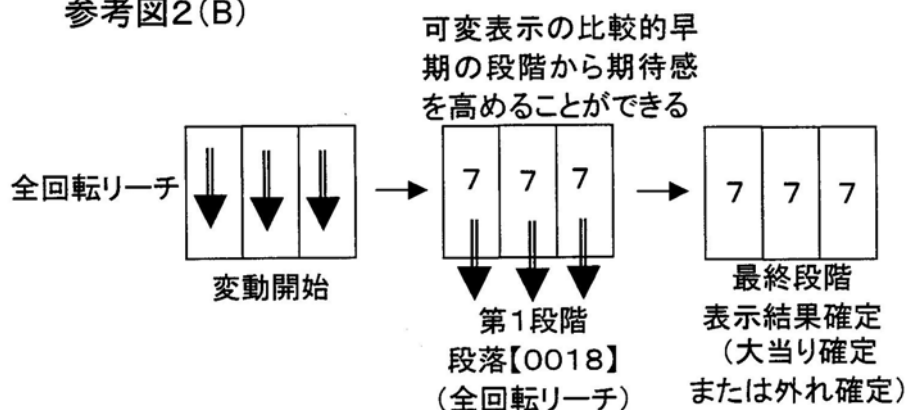 参考図2(B)
可変表示の比較的早
期の段階から期待感
を高めることができる
全回転リーチ
7 7 7
7 7 7
変動開始
第1段階
段落【0018】
(全回転リーチ)
最終段階
表示結果確定
(大当り確定
または外れ確定)